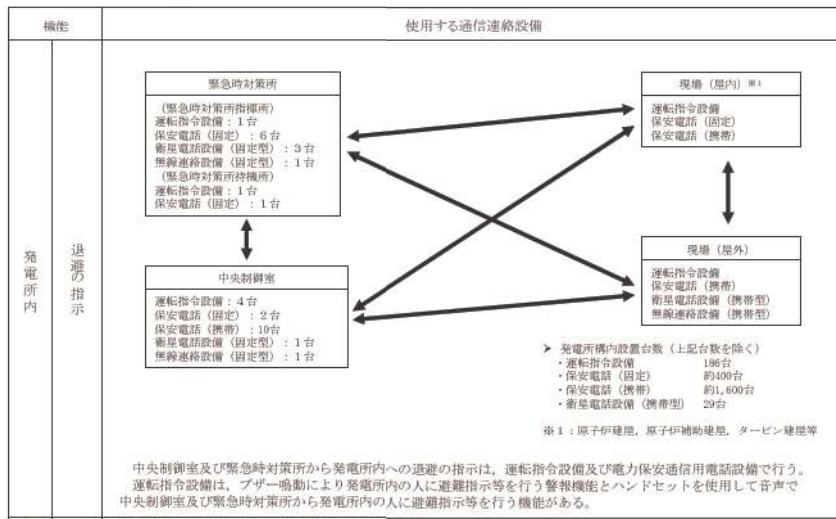 機能
使用する通信連絡設備
発電所内
退避の指示
緊急時対策所
(緊急時対策所指揮所)
運転指令設備：1台
保安電話（固定）：6台
衛星電話設備（固定型）：3台
無線連絡設備（固定型）：1台
(緊急時対策所待機所)
運転指令設備：1台
保安電話（固定）：1台
中央制御室
運転指令設備：4台
保安電話（固定）：2台
保安電話（携帯）：10台
衛星電話設備（固定型）：1台
無線連絡設備（固定型）：1台
現場（屋内）※1
運転指令設備
保安電話（固定）
保安電話（携帯）
現場（屋外）
運転指令設備
保安電話（携帯）
衛星電話設備（携帯型）
無線連絡設備（携帯型）
➢ 発電所構内設置台数（上記台数を除く）
・運転指令設備 186台
・保安電話（固定） 約400台
・保安電話（携帯） 約1,600台
・衛星電話設備（携帯型） 29台
※1：原子炉建屋，原子炉補助建屋，タービン建屋等
中央制御室及び緊急時対策所から発電所内への退避の指示は，運転指令設備及び電力保安通信用電話設備で行う。
運転指令設備は，ブザー鳴動により発電所内の人に避難指示等を行う警報機能とハンドセットを使用して音声で
中央制御室及び緊急時対策所から発電所内の人に避難指示等を行う機能がある。